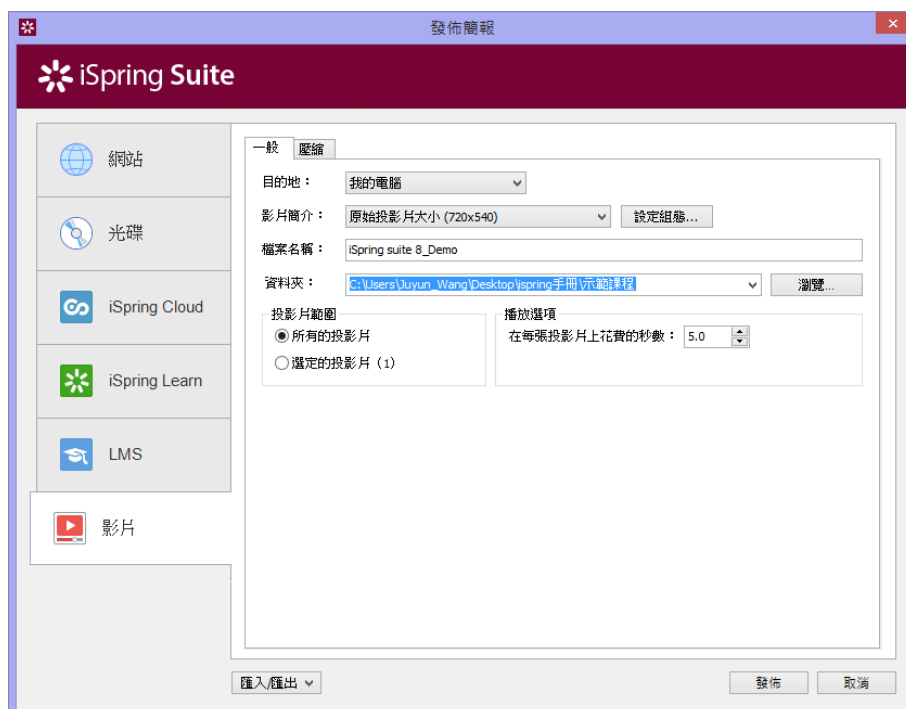 發佈簡報
iSpring Suite
網站
光碟
iSpring Cloud
iSpring Learn
LMS
影片
一般 壓縮
目的地： 我的電腦
影片簡介： 原始投影片大小 (720x540) 設定組態...
檔案名稱： iSpring suite 8_Demo
資料夾： C:\Users\Juyun_Wang\Desktop\ispring手冊\示範課程 瀏覽...
投影片範圍 播放選項
所有的投影片 在每張投影片上花費的秒數： 5.0
選定的投影片（1）
匯入/匯出 發佈 取消